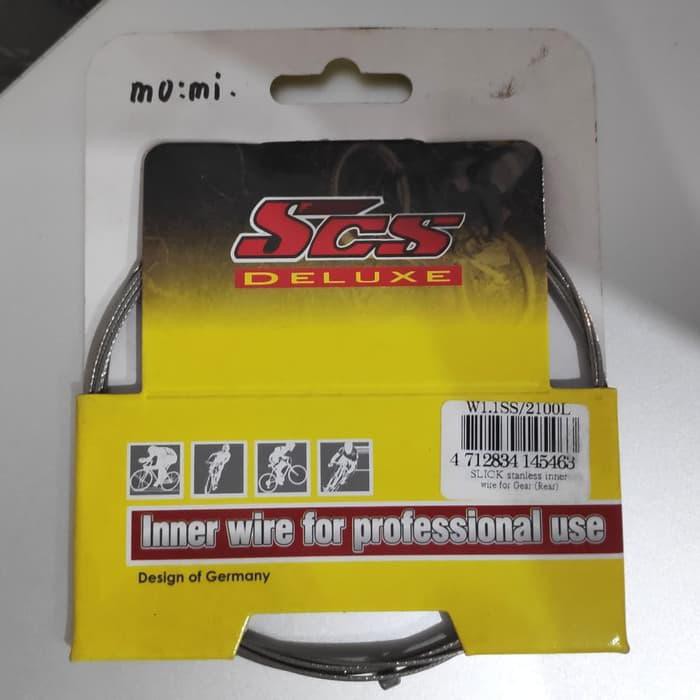 mo:mi.
SCS
DELUXE
W1.1SS/2100L
4 712834 145463
SLICK stanless inner
wire for Gear (Rear)
Inner wire for professional use
Design of Germany